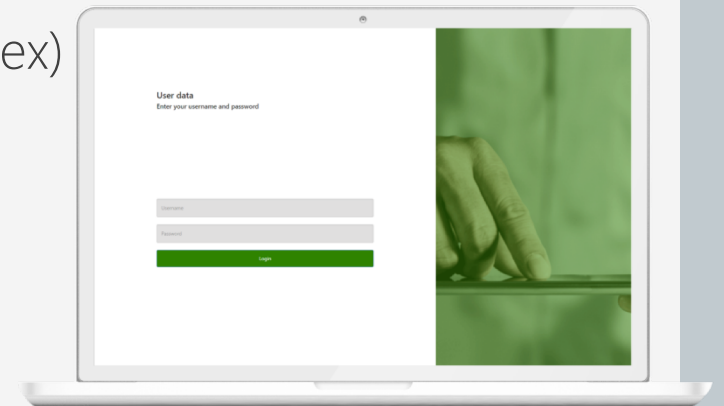 ex)
User data
Enter your username and password
Username
Password
Login